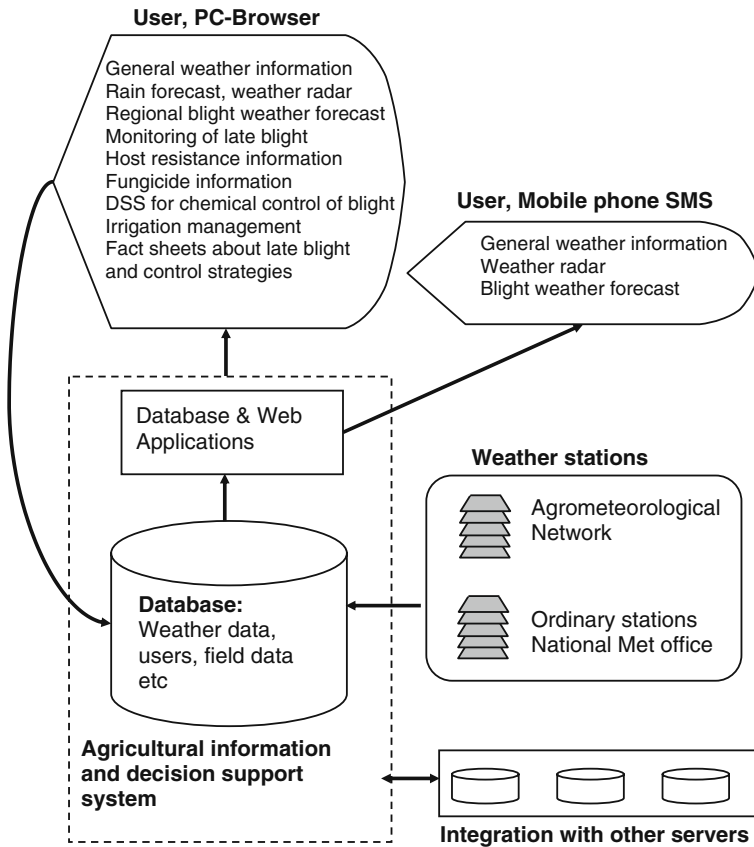 User, PC-Browser
General weather information
Rain forecast, weather radar
Regional blight weather forecast
Monitoring of late blight
Host resistance information
Fungicide information
DSS for chemical control of blight
Irrigation management
Fact sheets about late blight
and control strategies
User, Mobile phone SMS
General weather information
Weather radar
Blight weather forecast
Database & Web
Applications
Weather stations
Agrometeorological
Network
Ordinary stations
National Met office
Database:
Weather data,
users, field data
etc
Agricultural information
and decision support
system
Integration with other servers